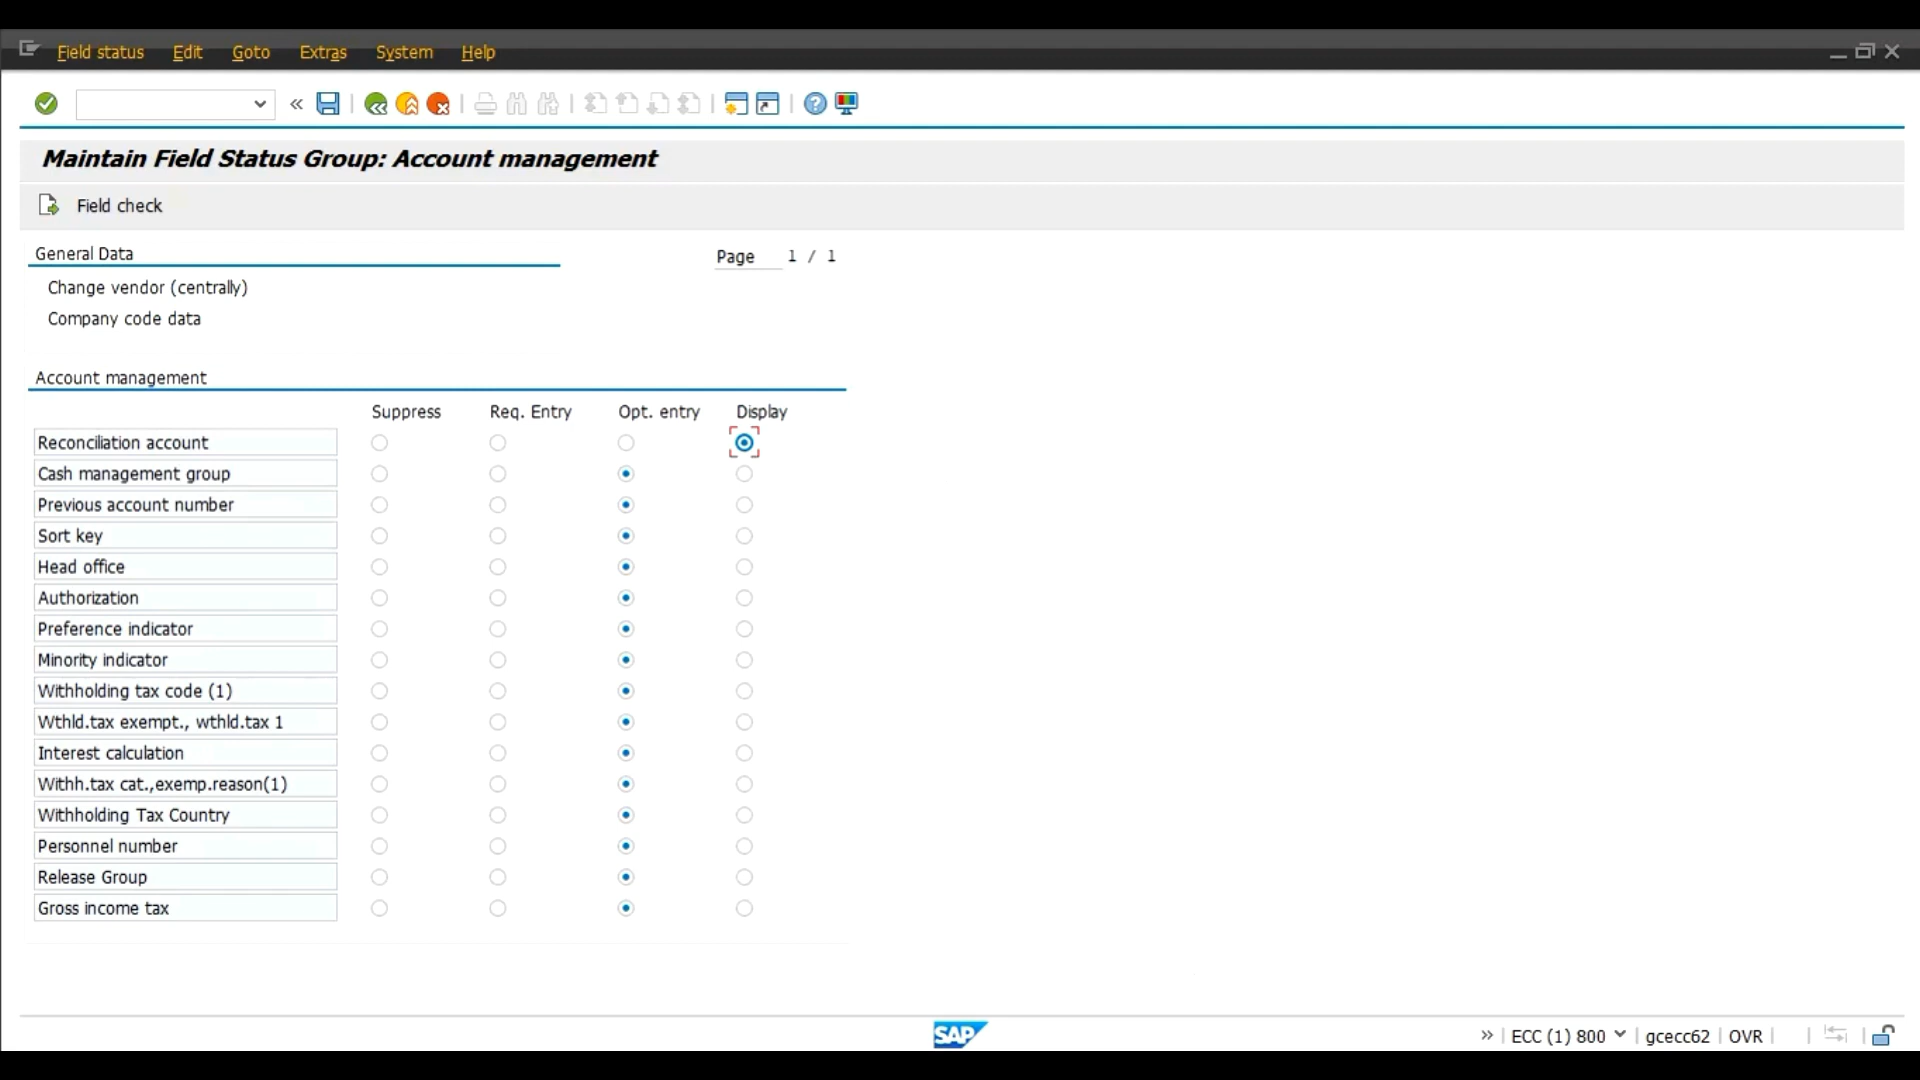 Field status Edit Goto Extras System Help
Maintain Field Status Group: Account management
Field check
General Data
Page 1 / 1
Change vendor (centrally)
Company code data
Account management
Suppress Req. Entry Opt. entry Display
Reconciliation account
Cash management group
Previous account number
Sort key
Head office
Authorization
Preference indicator
Minority indicator
Withholding tax code (1)
Wthld.tax exempt., wthld.tax 1
Interest calculation
Withh.tax cat.,exemp.reason(1)
Withholding Tax Country
Personnel number
Release Group
Gross income tax
SAP
ECC (1) 800 gcecc62 OVR